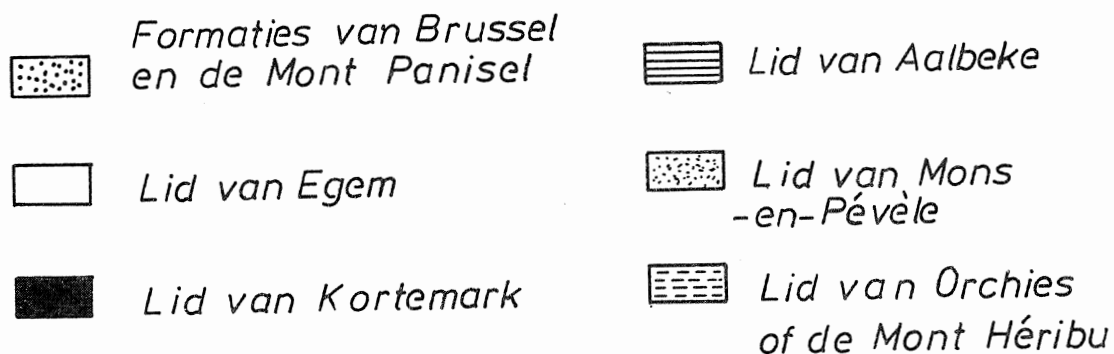 Formaties van Brussel
en de Mont Panisel
Lid van Egem
Lid van Kortemark
Lid van Aalbeke
Lid van Mons
-en-Pévèle
Lid van Orchies
of de Mont Héribu